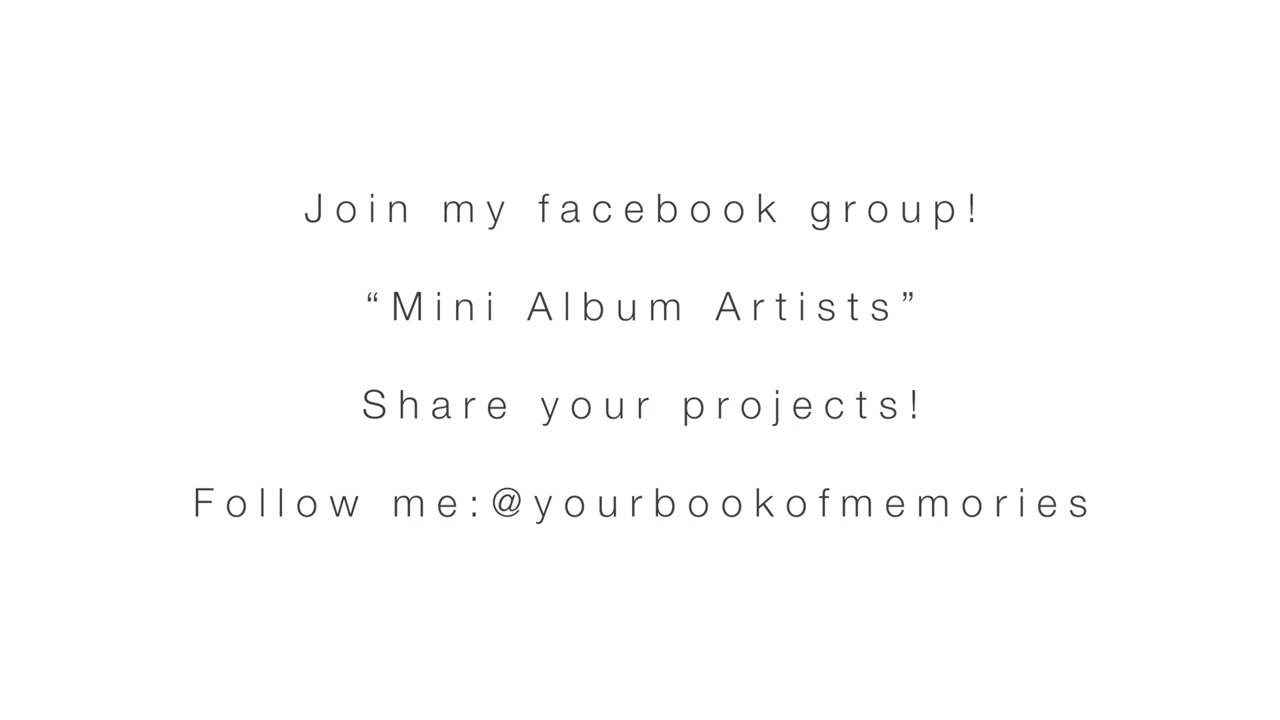 Join my facebook group!
“Mini Album Artists”
Share your projects!
Follow me:@yourbookofmemories